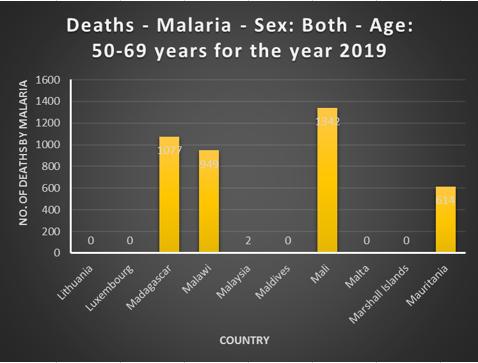 Deaths - Malaria - Sex: Both - Age:
50-69 years for the year 2019
NO. OF DEATHS BY MALARIA
1600
1400
1200
1000
800
600
400
200
0
0
0
1077
949
2
0
1342
0
0
614
Lithuania
Luxembourg
Madagascar
Malawi
Malaysia
Maldives
Mali
Malta
Marshall Islands
Mauritania
COUNTRY